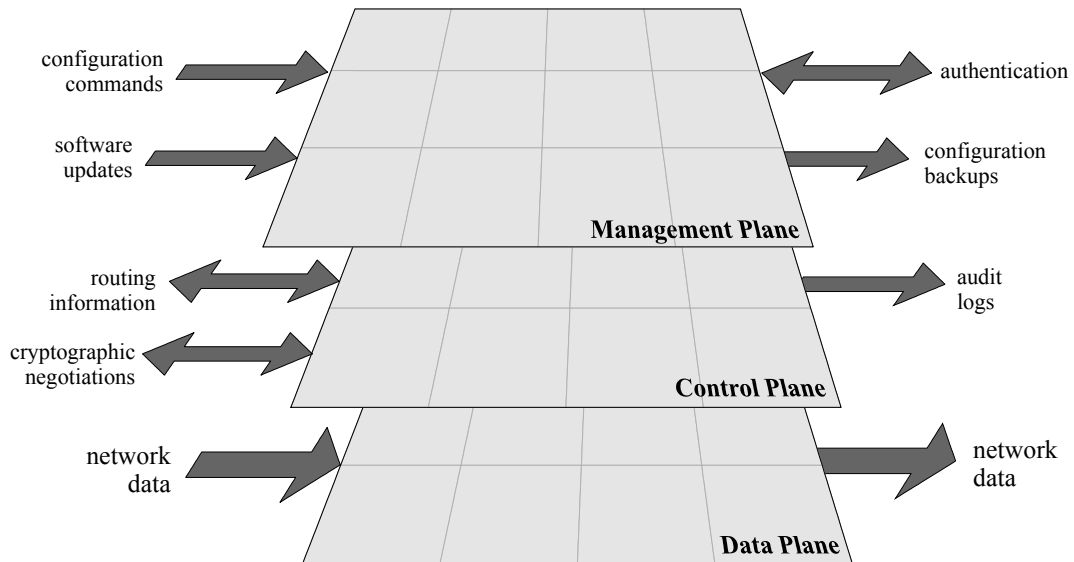 configuration
commands
authentication
software
updates
configuration
backups
Management Plane
routing
information
audit
logs
cryptographic
negotiations
Control Plane
network
data
network
data
Data Plane